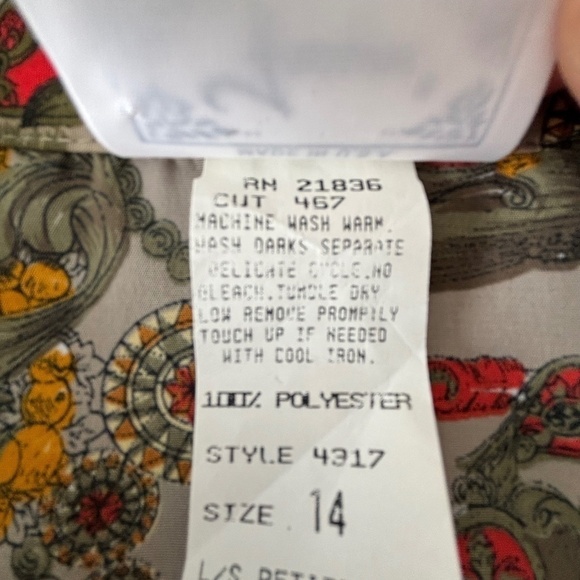 RN 21836
CUT 467
MACHINE WASH WARM.
WASH DARKS SEPARATE
DELICATE CYCLE.NO
BLEACH.TUMBLE DRY
LOW REMOVE PROMPTLY
TOUCH UP IF NEEDED
WITH COOL IRON.
100% POLYESTER
STYLE 4317
SIZE 14
L/S